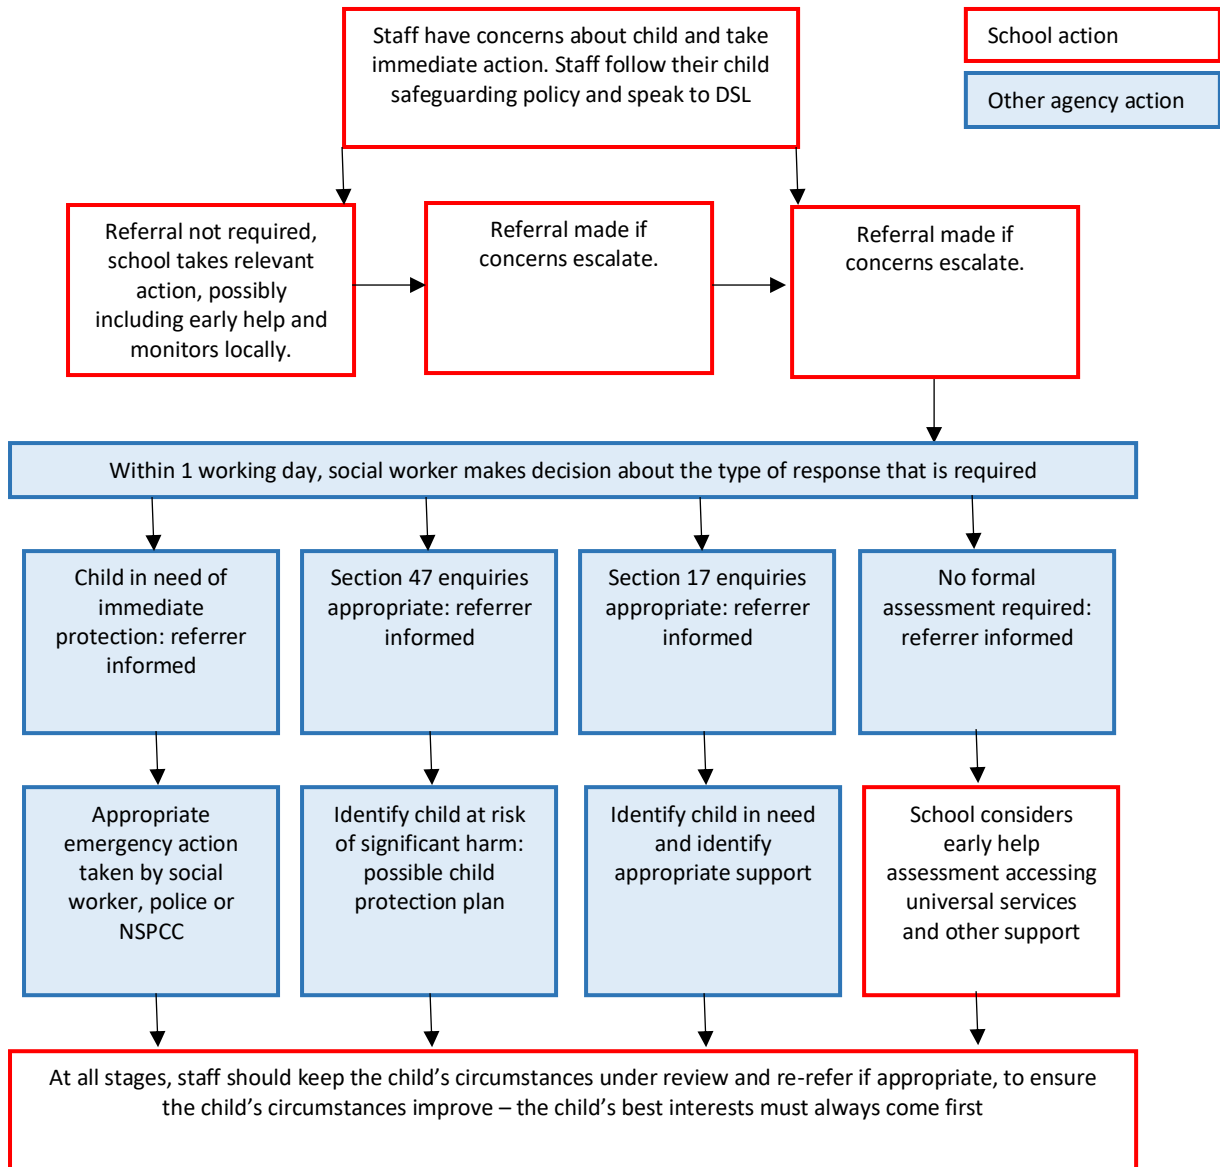 Staff have concerns about child and take
immediate action. Staff follow their child
safeguarding policy and speak to DSL
School action
Other agency action
Referral not required,
school takes relevant
action, possibly
including early help and
monitors locally.
Referral made if
concerns escalate.
Referral made if
concerns escalate.
Within 1 working day, social worker makes decision about the type of response that is required
Child in need of
immediate
protection: referrer
informed
Section 47 enquiries
appropriate: referrer
informed
Section 17 enquiries
appropriate: referrer
informed
No formal
assessment required:
referrer informed
Appropriate
emergency action
taken by social
worker, police or
NSPCC
Identify child at risk
of significant harm:
possible child
protection plan
Identify child in need
and identify
appropriate support
School considers
early help
assessment accessing
universal services
and other support
At all stages, staff should keep the child’s circumstances under review and re-refer if appropriate, to ensure
the child’s circumstances improve – the child’s best interests must always come first